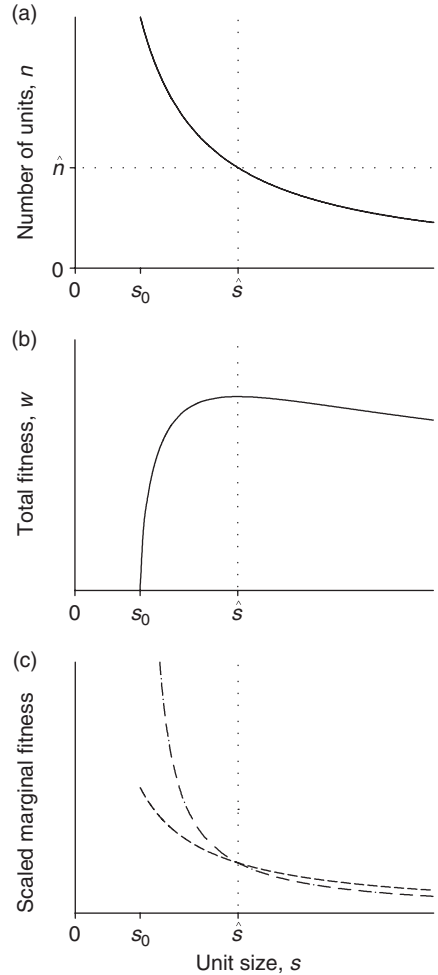 (a)
Number of units, n
n̂
0
0
s₀
ŝ
(b)
Total fitness, w
0
s₀
ŝ
(c)
Scaled marginal fitness
0
s₀
ŝ
Unit size, s